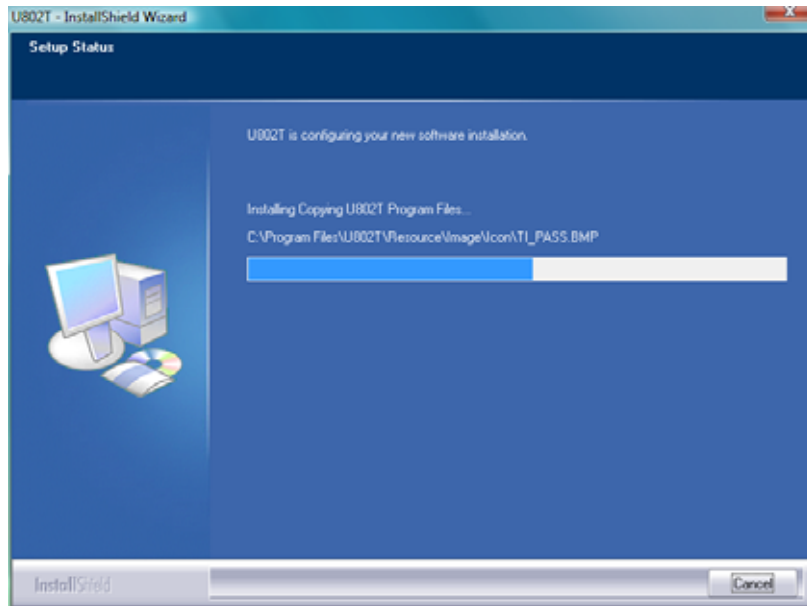 U802T - InstallShield Wizard
Setup Status
U802T is configuring your new software installation.
Installing Copying U802T Program Files...
C:\Program Files\U802T\Resource\Image\Icon\TI_PASS.BMP
InstallShield
Cancel